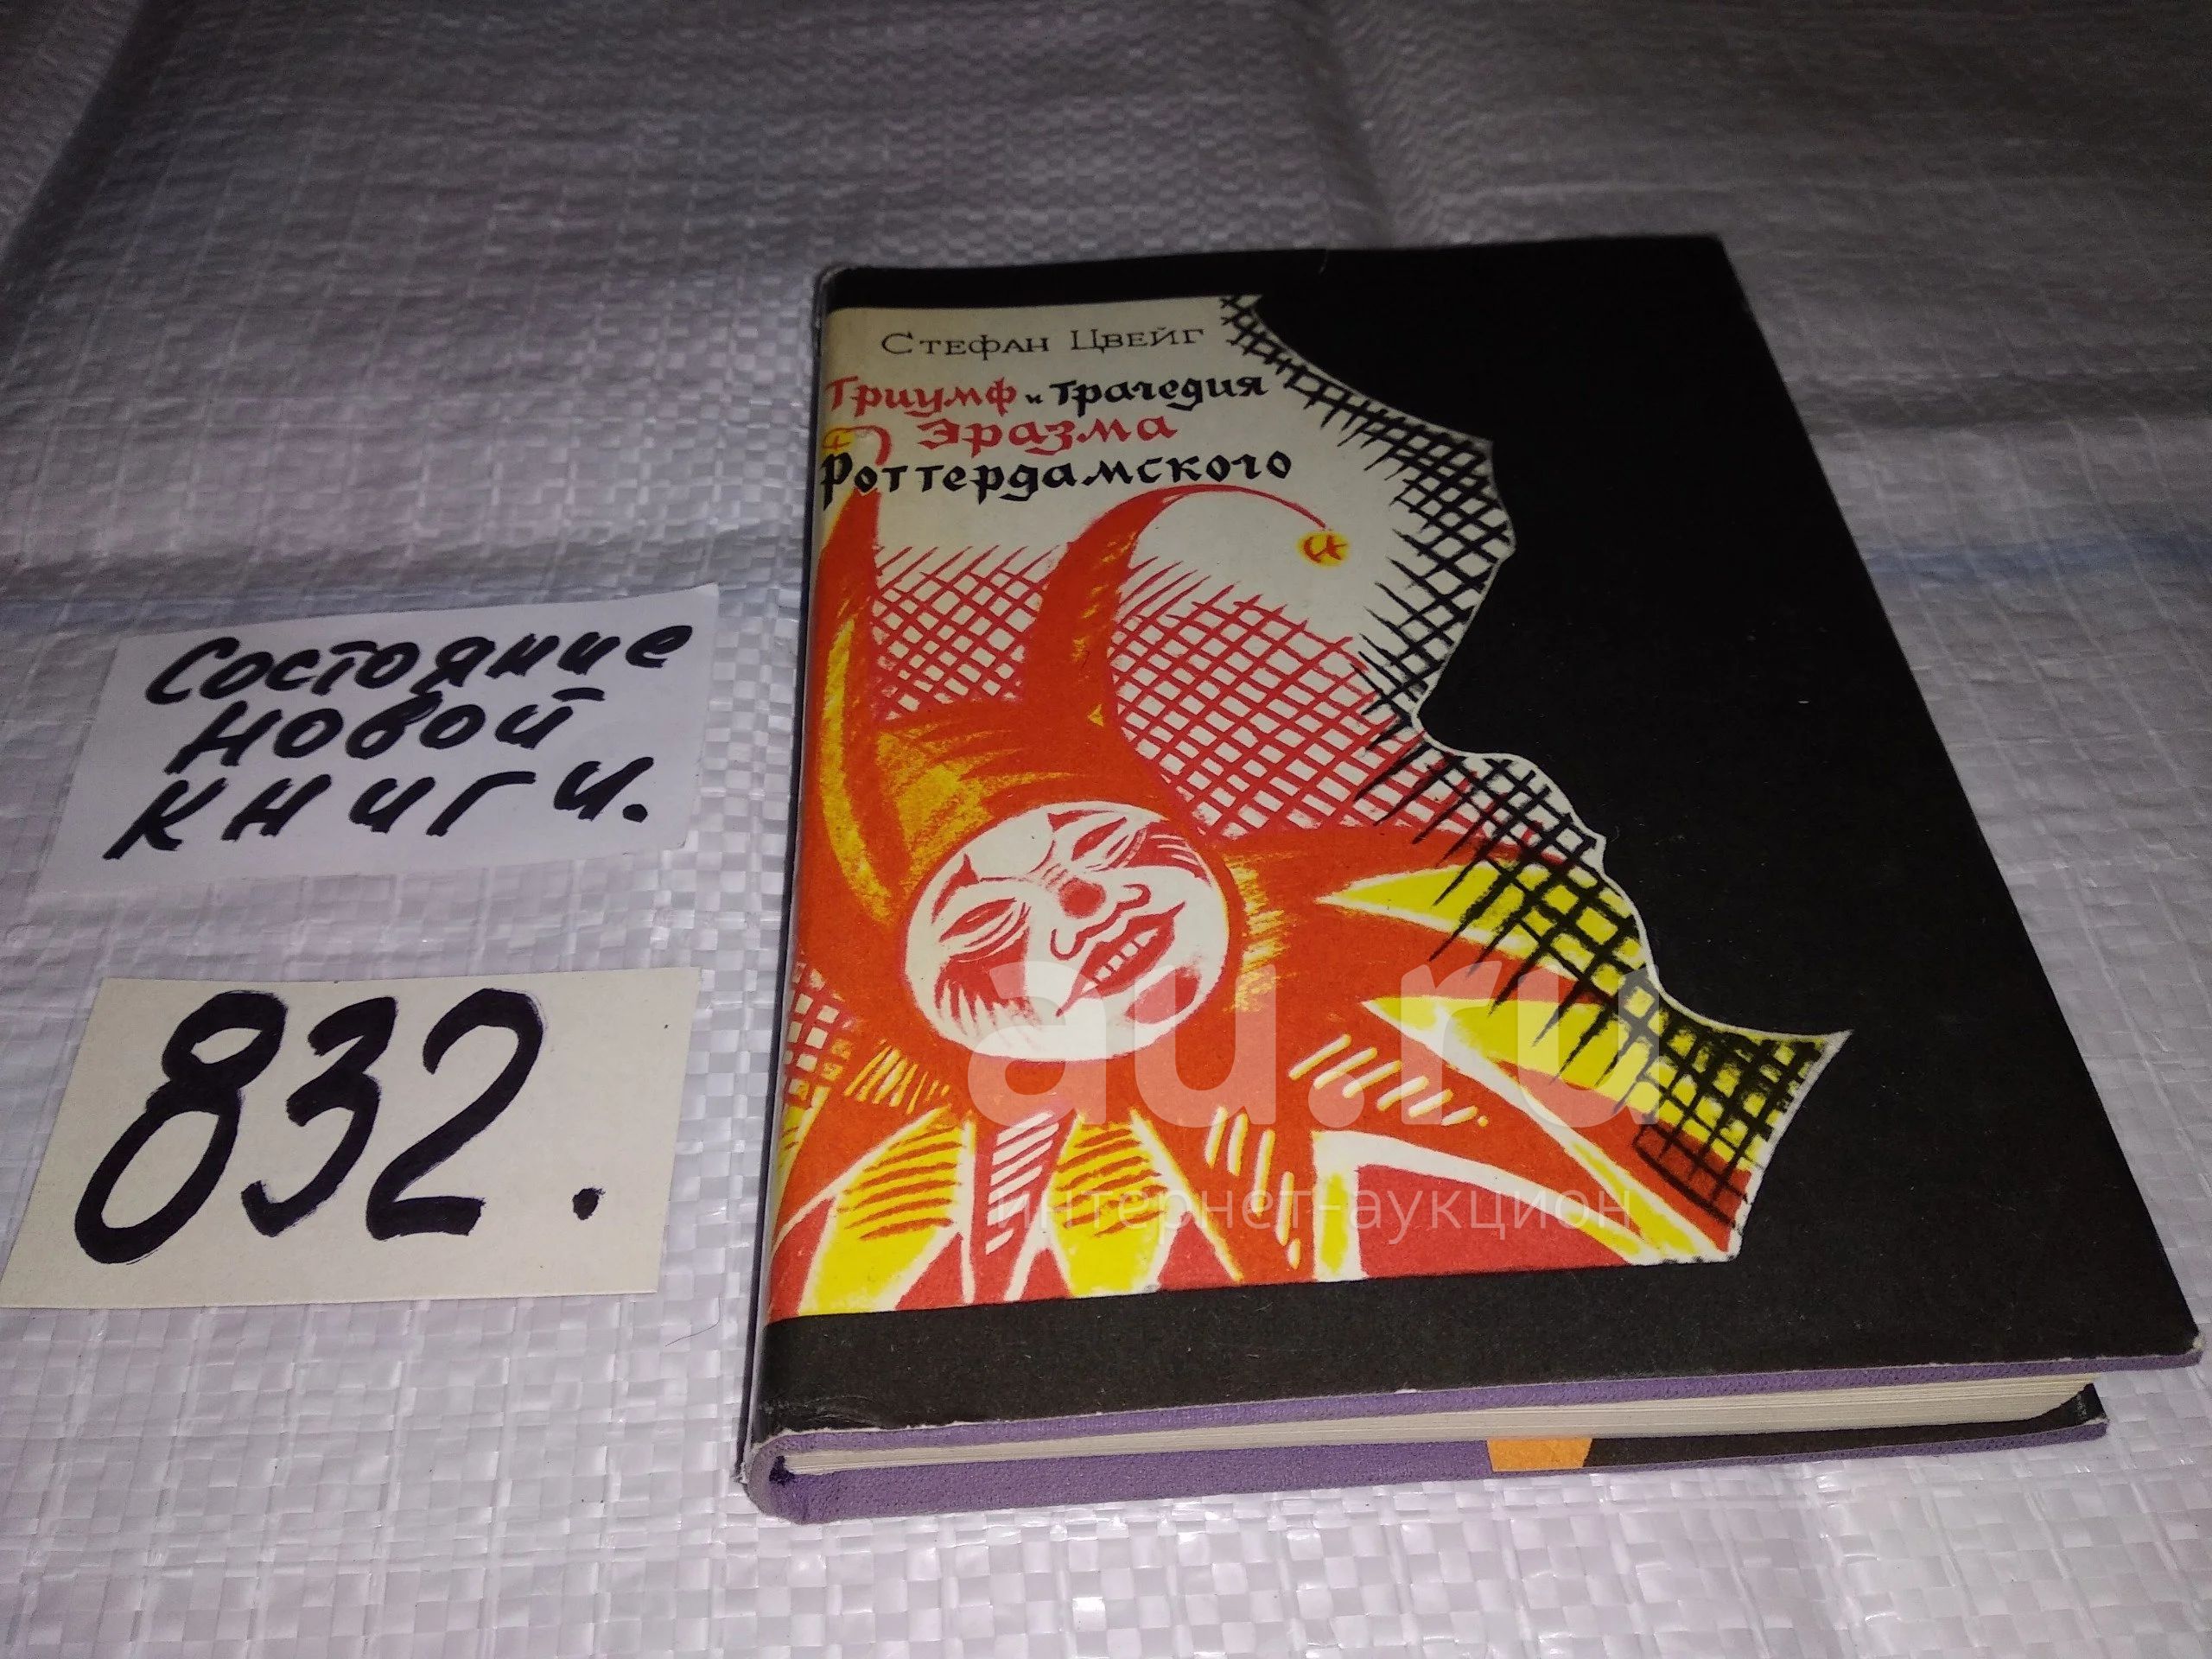 Стефан Цвейг
Триумф и трагедия
Эразма
Роттердамского
Состояние
новой
книги.
832.
au.ru
интернет-аукцион